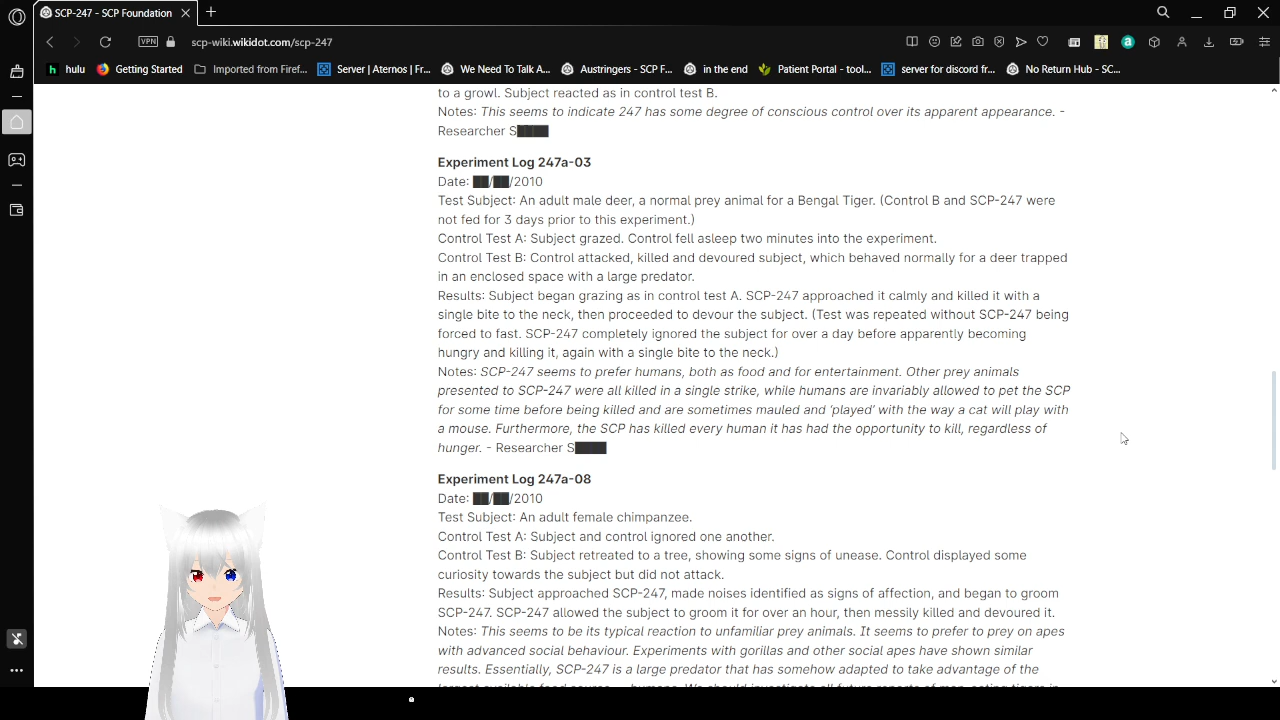 SCP-247 - SCP Foundation
VPN
scp-wiki.wikidot.com/scp-247
hulu
Getting Started
Imported from Firef...
Server | Aternos | Fr...
We Need To Talk A...
Austringers - SCP F...
in the end
Patient Portal - tool...
server for discord fr...
No Return Hub - SC...
to a growl. Subject reacted as in control test B.
Notes: This seems to indicate 247 has some degree of conscious control over its apparent appearance. -
Researcher S████
Experiment Log 247a-03
Date: ██/██/2010
Test Subject: An adult male deer, a normal prey animal for a Bengal Tiger. (Control B and SCP-247 were
not fed for 3 days prior to this experiment.)
Control Test A: Subject grazed. Control fell asleep two minutes into the experiment.
Control Test B: Control attacked, killed and devoured subject, which behaved normally for a deer trapped
in an enclosed space with a large predator.
Results: Subject began grazing as in control test A. SCP-247 approached it calmly and killed it with a
single bite to the neck, then proceeded to devour the subject. (Test was repeated without SCP-247 being
forced to fast. SCP-247 completely ignored the subject for over a day before apparently becoming
hungry and killing it, again with a single bite to the neck.)
Notes: SCP-247 seems to prefer humans, both as food and for entertainment. Other prey animals
presented to SCP-247 were all killed in a single strike, while humans are invariably allowed to pet the SCP
for some time before being killed and are sometimes mauled and 'played' with the way a cat will play with
a mouse. Furthermore, the SCP has killed every human it has had the opportunity to kill, regardless of
hunger. - Researcher S████
Experiment Log 247a-08
Date: ██/██/2010
Test Subject: An adult female chimpanzee.
Control Test A: Subject and control ignored one another.
Control Test B: Subject retreated to a tree, showing some signs of unease. Control displayed some
curiosity towards the subject but did not attack.
Results: Subject approached SCP-247, made noises identified as signs of affection, and began to groom
SCP-247. SCP-247 allowed the subject to groom it for over an hour, then messily killed and devoured it.
Notes: This seems to be its typical reaction to unfamiliar prey animals. It seems to prefer to prey on apes
with advanced social behaviour. Experiments with gorillas and other social apes have shown similar
results. Essentially, SCP-247 is a large predator that has somehow adapted to take advantage of the